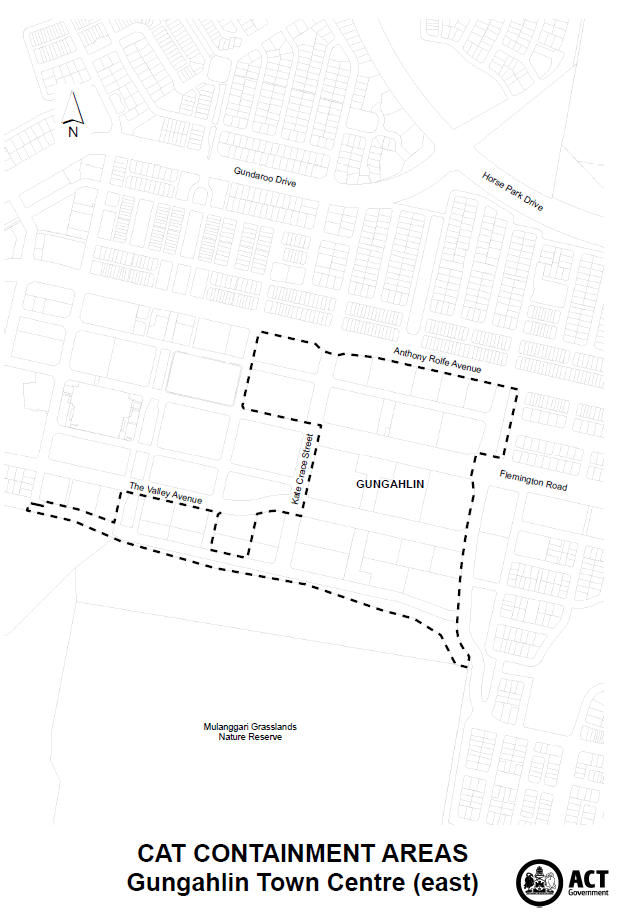 N
Gundaroo Drive
Horse Park Drive
Anthony Rolfe Avenue
Kate Crace Street
GUNGAHLIN
Flemington Road
The Valley Avenue
Mulanggari Grasslands
Nature Reserve
CAT CONTAINMENT AREAS
Gungahlin Town Centre (east)
ACT
Government